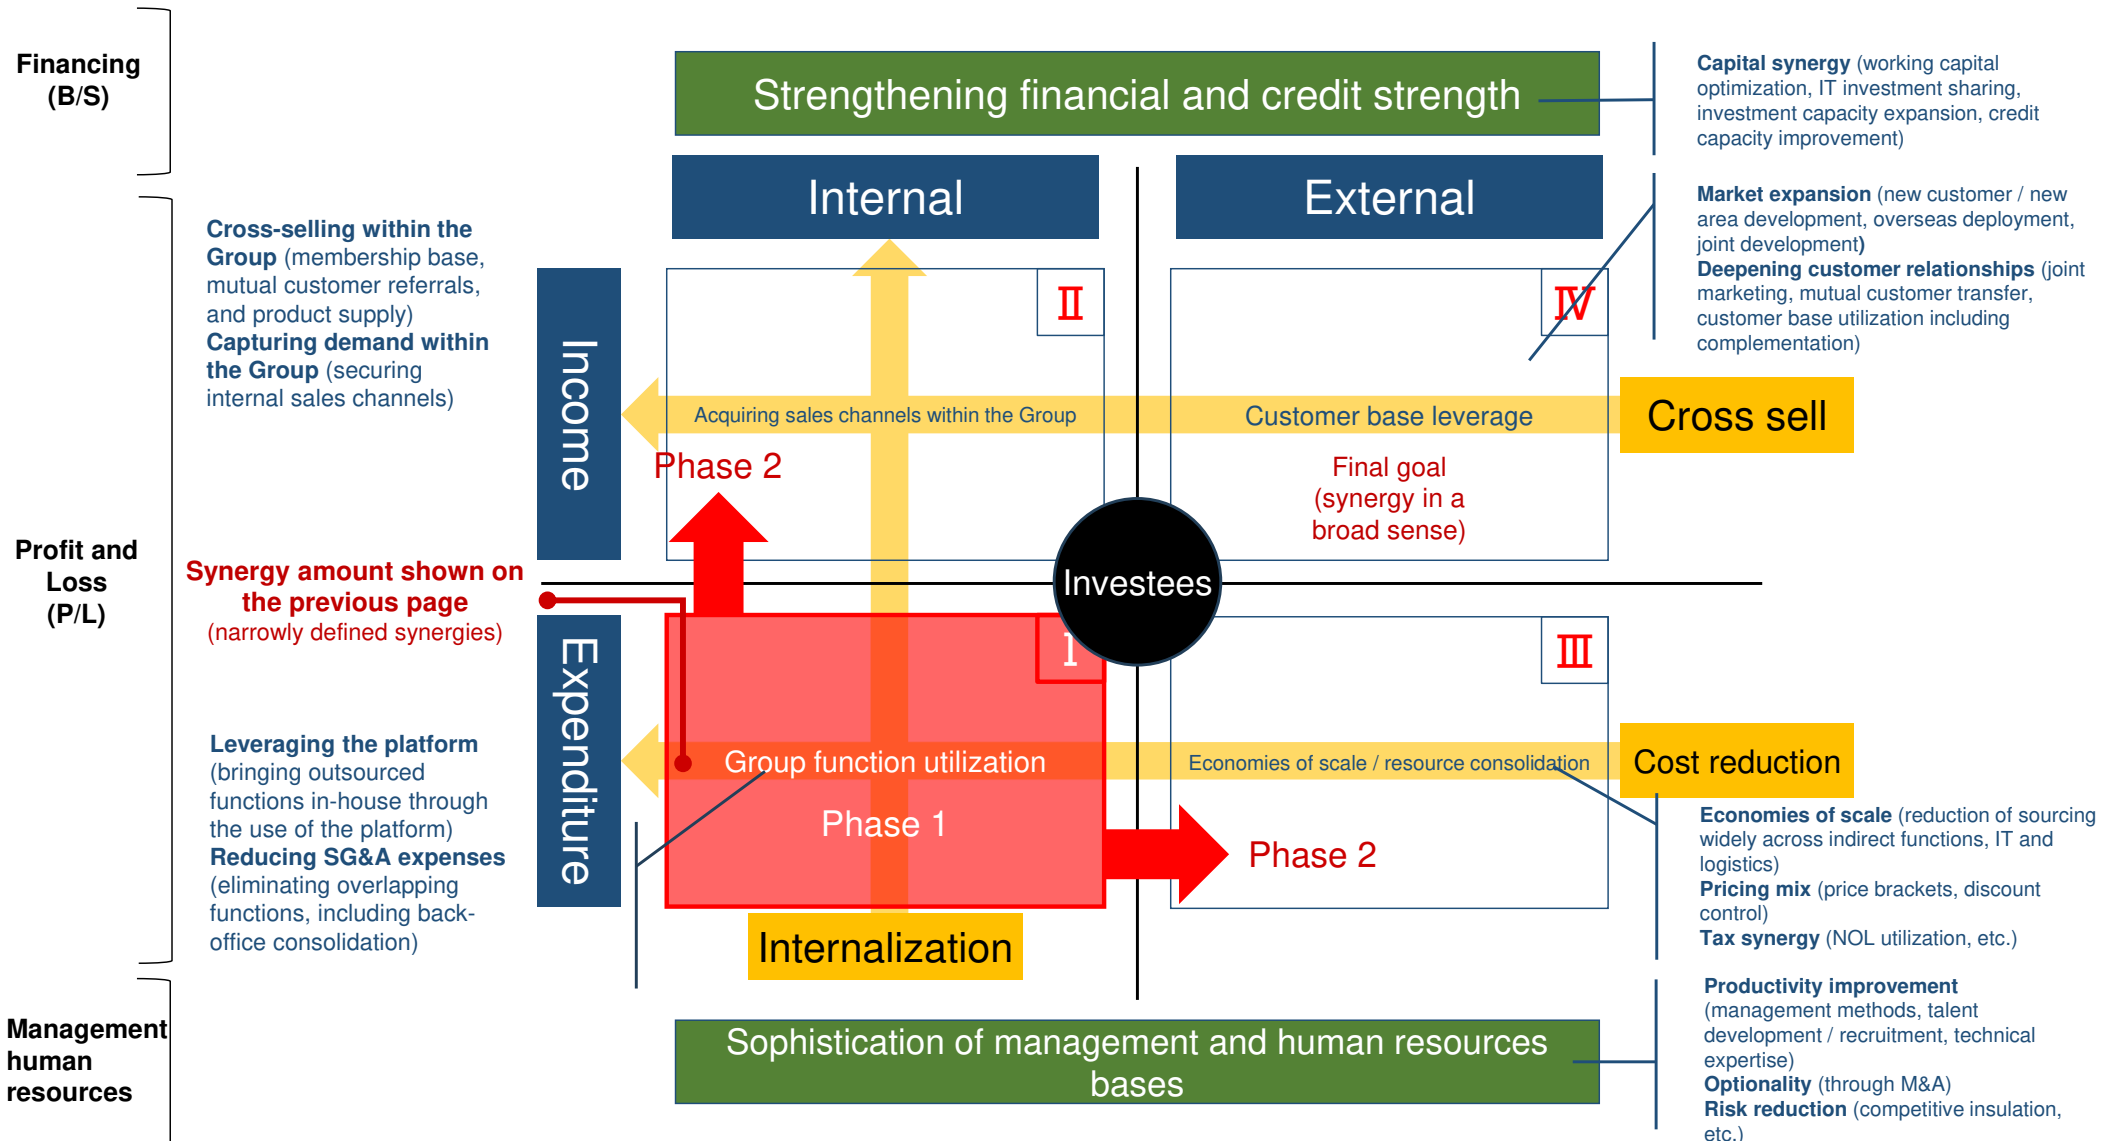 Financing
(B/S)
Strengthening financial and credit strength
Capital synergy (working capital
optimization, IT investment sharing,
investment capacity expansion, credit
capacity improvement)
Internal
External
Market expansion (new customer / new
area development, overseas deployment,
joint development)
Deepening customer relationships (joint
marketing, mutual customer transfer,
customer base utilization including
complementation)
Cross-selling within the
Group (membership base,
mutual customer referrals,
and product supply)
Capturing demand within
the Group (securing
internal sales channels)
Income
Ⅱ
Ⅳ
Acquiring sales channels within the Group
Customer base leverage
Cross sell
Phase 2
Final goal
(synergy in a
broad sense)
Profit and
Loss
(P/L)
Synergy amount shown on
the previous page
(narrowly defined synergies)
Investees
Expenditure
Ⅰ
Ⅲ
Leveraging the platform
(bringing outsourced
functions in-house through
the use of the platform)
Reducing SG&A expenses
(eliminating overlapping
functions, including back-
office consolidation)
Group function utilization
Economies of scale / resource consolidation
Cost reduction
Phase 1
Phase 2
Economies of scale (reduction of sourcing
widely across indirect functions, IT and
logistics)
Pricing mix (price brackets, discount
control)
Tax synergy (NOL utilization, etc.)
Internalization
Management
human
resources
Sophistication of management and human resources
bases
Productivity improvement
(management methods, talent
development / recruitment, technical
expertise)
Optionality (through M&A)
Risk reduction (competitive insulation,
etc.)